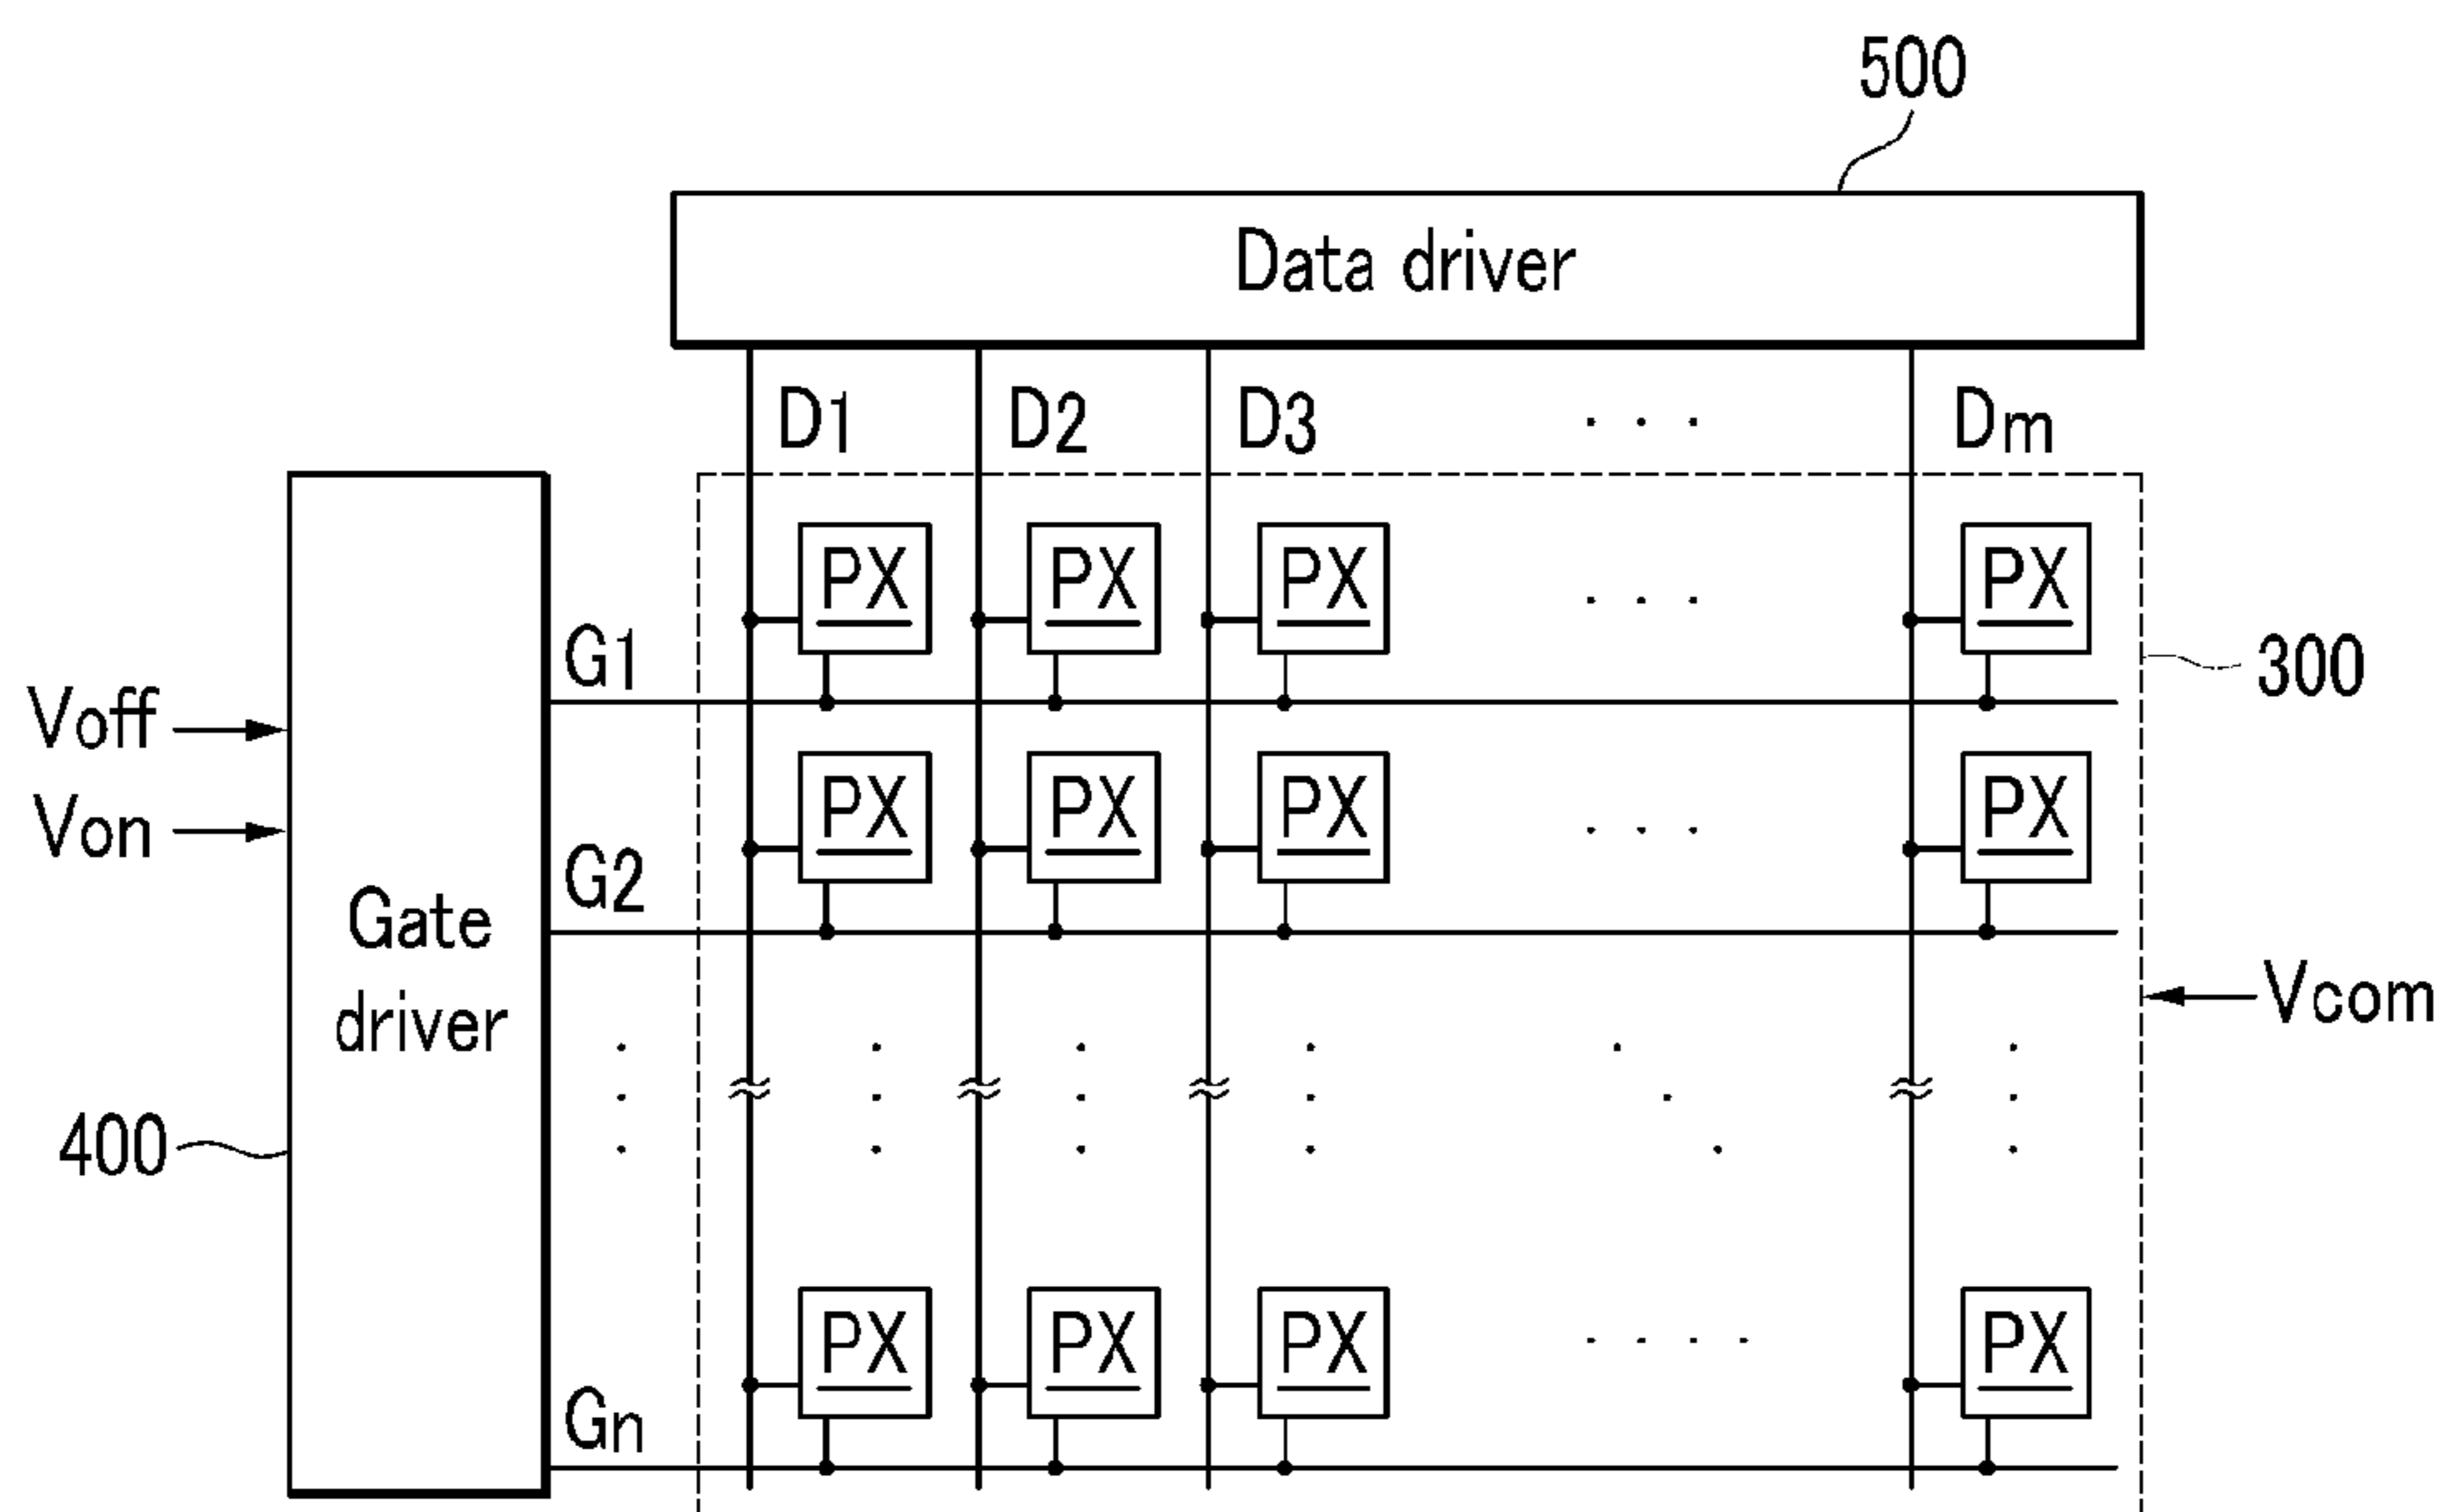 500
Data driver
D1 D2 D3 . . . Dm
PX PX PX . . . PX
G1
300
Voff
PX PX PX . . . PX
Von
G2
Gate
driver
Vcom
400
PX PX PX . . . . PX
Gn